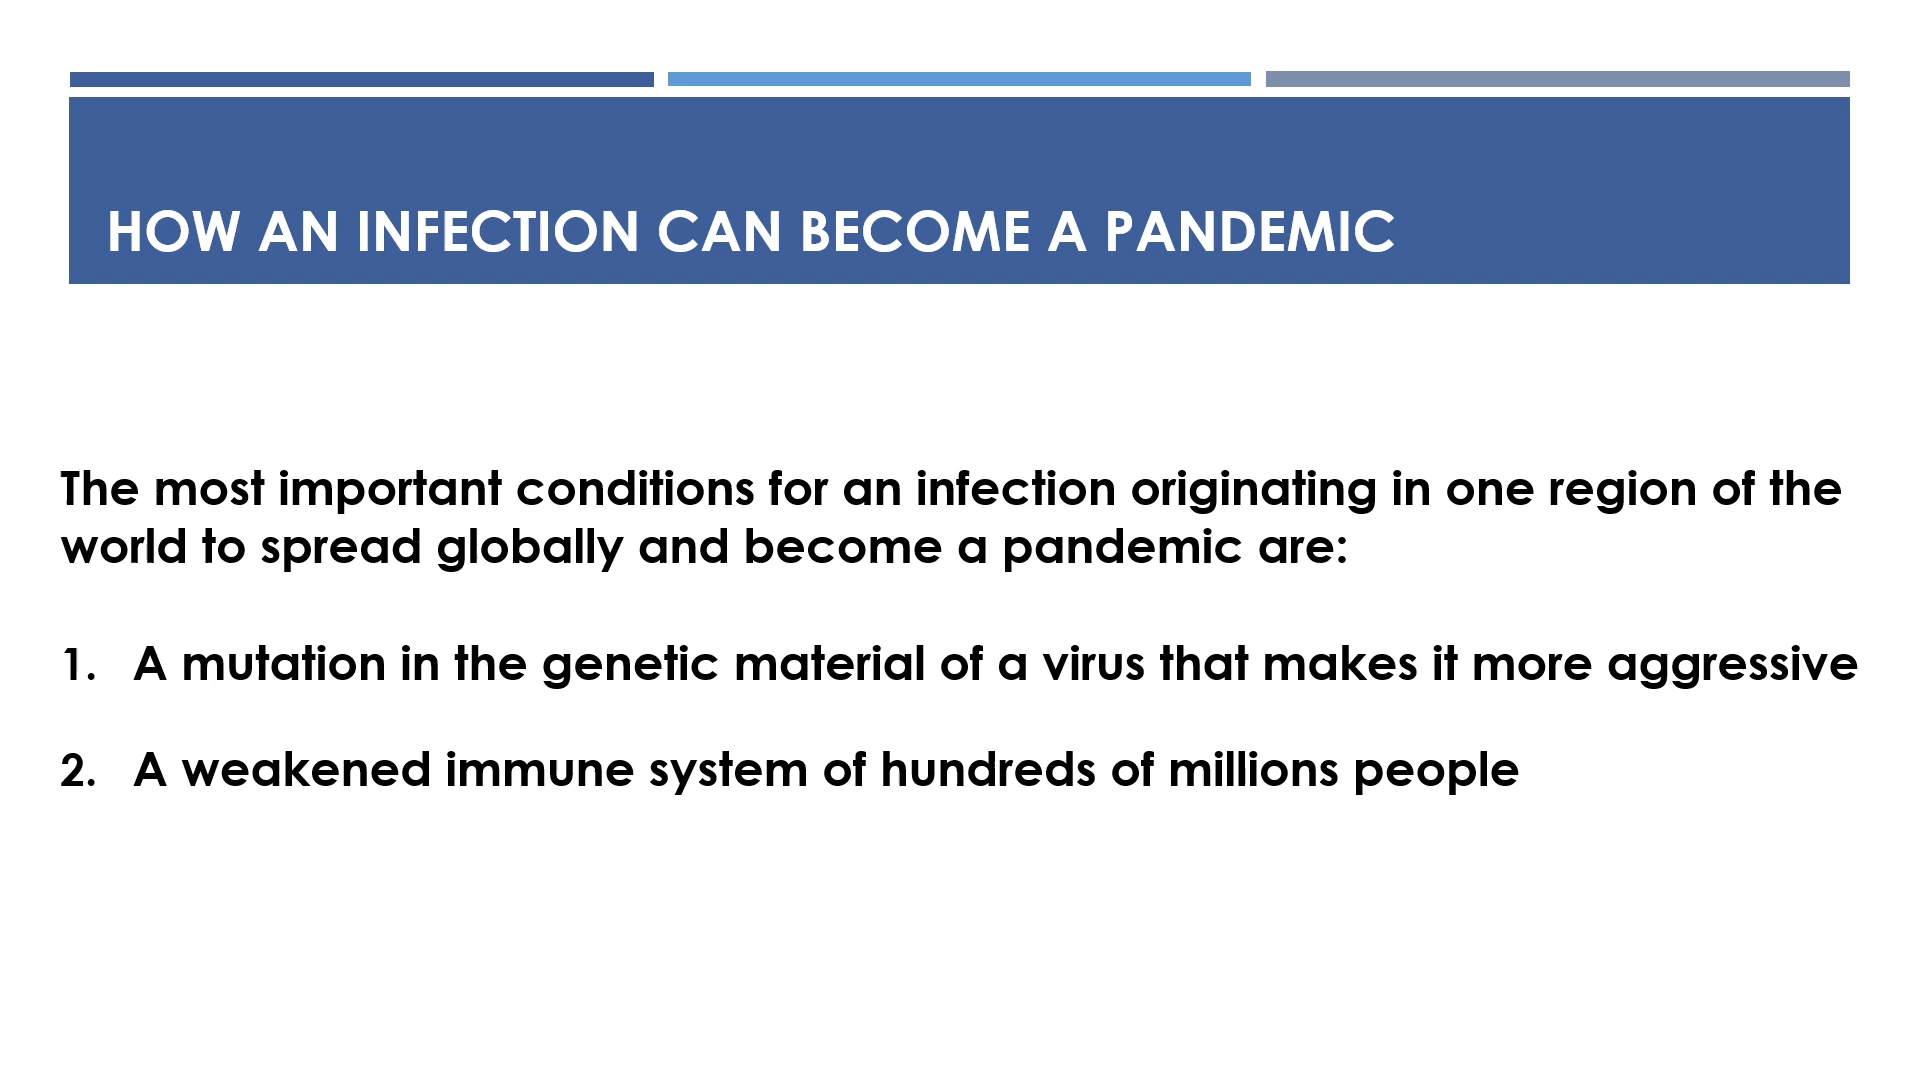 HOW AN INFECTION CAN BECOME A PANDEMIC
The most important conditions for an infection originating in one region of the
world to spread globally and become a pandemic are:
1. A mutation in the genetic material of a virus that makes it more aggressive
2. A weakened immune system of hundreds of millions people